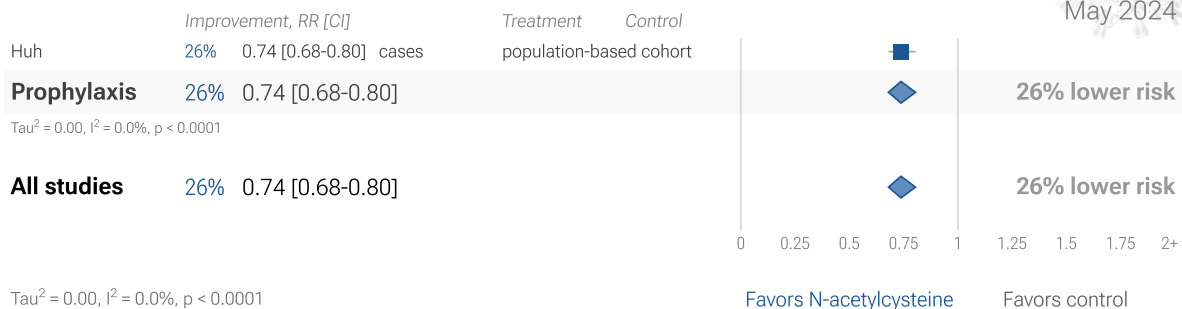 May 2024
Improvement, RR [CI] Treatment Control
Huh 26% 0.74 [0.68-0.80] cases population-based cohort
Prophylaxis 26% 0.74 [0.68-0.80] 26% lower risk
Tau² = 0.00, I² = 0.0%, p < 0.0001
All studies 26% 0.74 [0.68-0.80] 26% lower risk
0 0.25 0.5 0.75 1 1.25 1.5 1.75 2+
Tau² = 0.00, I² = 0.0%, p < 0.0001 Favors N-acetylcysteine Favors control